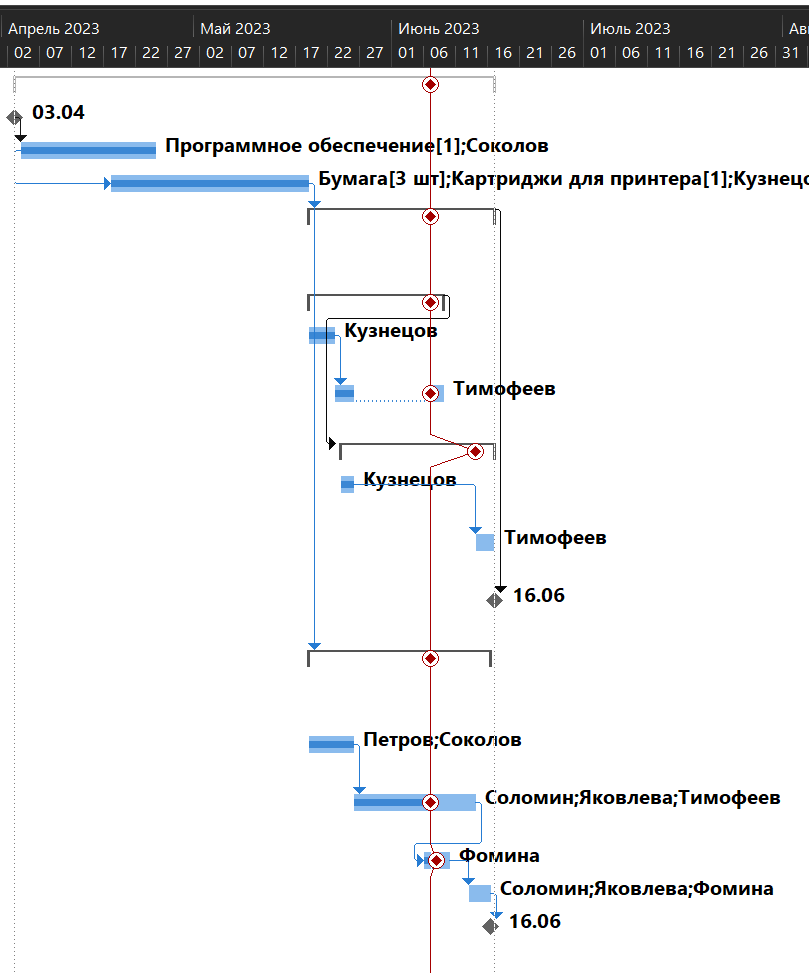 Апрель 2023 Май 2023 Июнь 2023 Июль 2023 Ав
02 07 12 17 22 27 02 07 12 17 22 27 01 06 11 16 21 26 01 06 11 16 21 26 31
03.04
Программное обеспечение[1];Соколов
Бумага[3 шт];Картриджи для принтера[1];Кузнецо
Кузнецов
Тимофеев
Кузнецов
Тимофеев
16.06
Петров;Соколов
Соломин;Яковлева;Тимофеев
Фомина
Соломин;Яковлева;Фомина
16.06